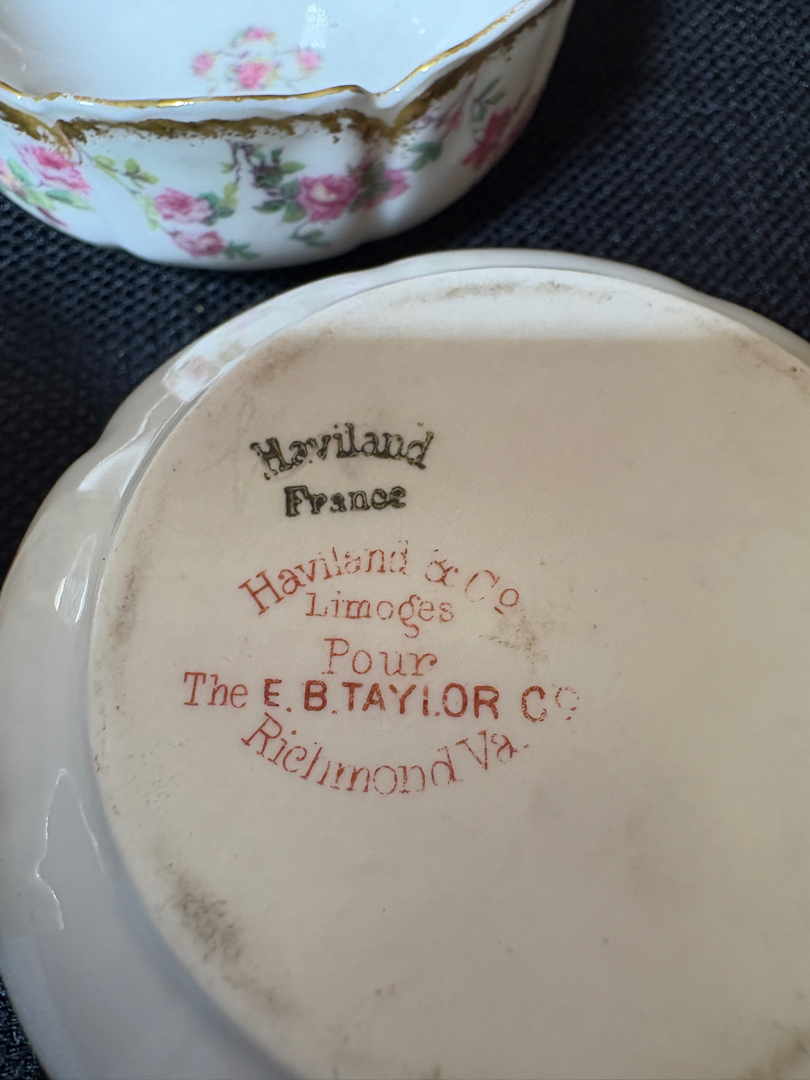 Haviland
France
Haviland & Co
Limoges
Pour
The E. B. TAYLOR Co
Richmond Va.